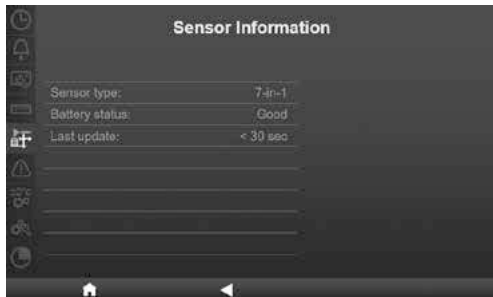 Sensor Information
Sensor type: 7-in-1
Battery status: Good
Last update: < 30 sec